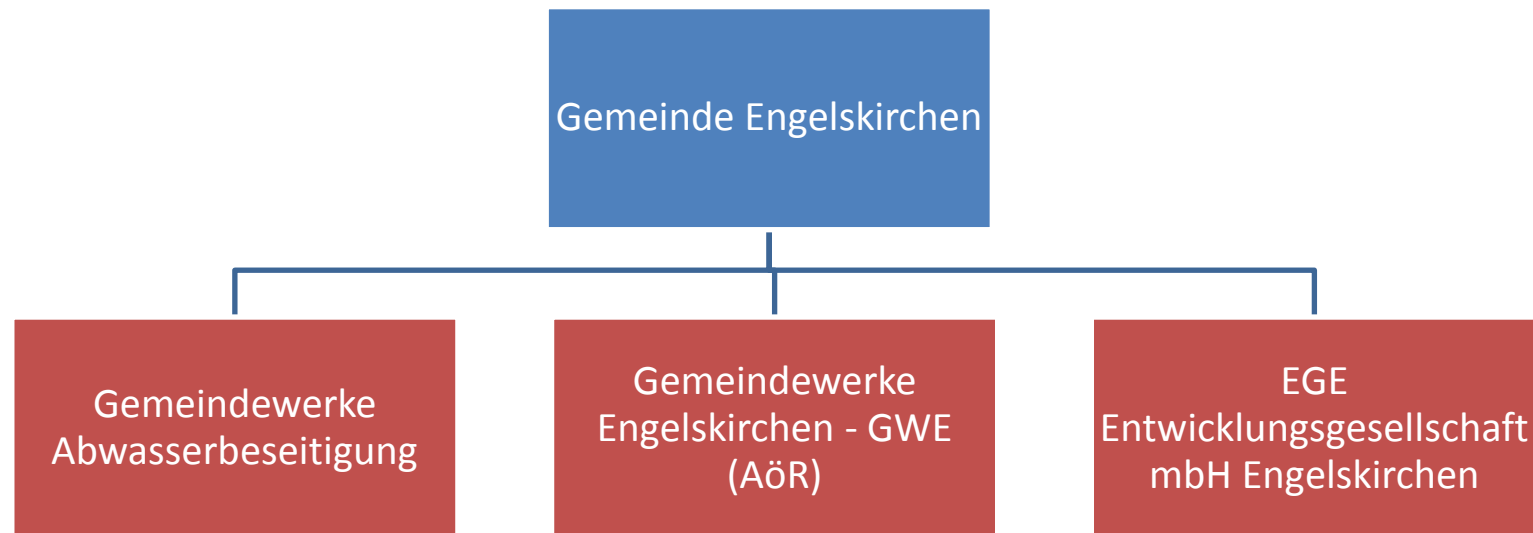 Gemeinde Engelskirchen
Gemeindewerke
Abwasserbeseitigung
Gemeindewerke
Engelskirchen - GWE
(AöR)
EGE
Entwicklungsgesellschaft
mbH Engelskirchen